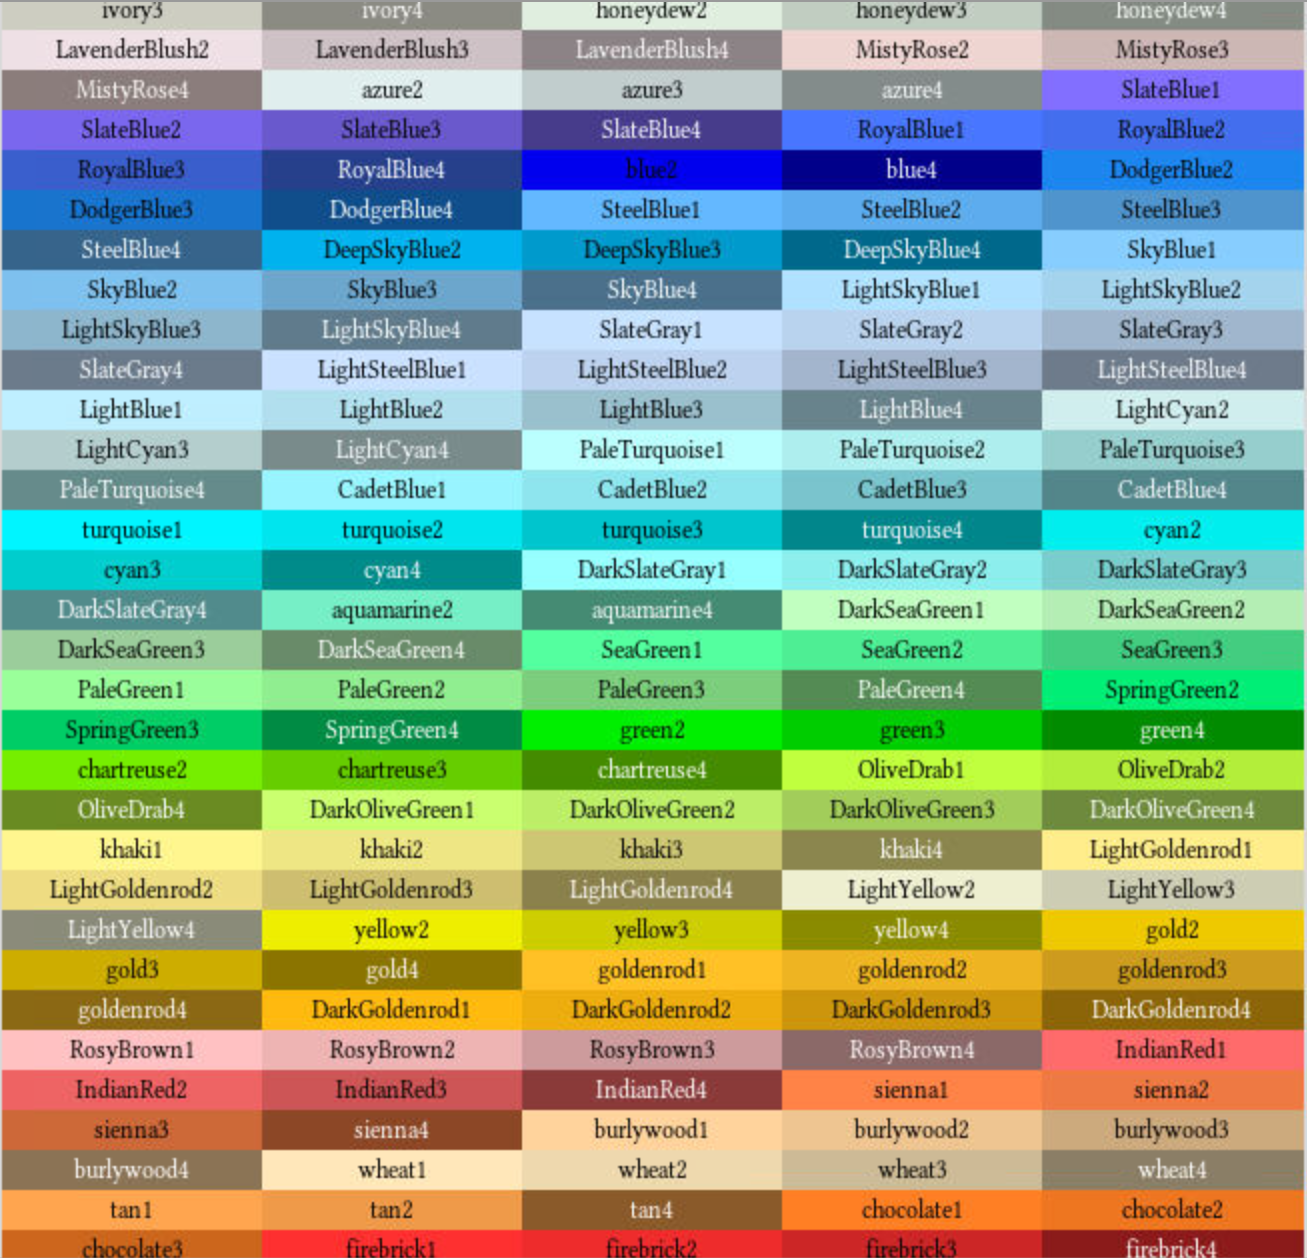 ivory3 ivory4 honeydew2 honeydew3 honeydew4
LavenderBlush2 LavenderBlush3 LavenderBlush4 MistyRose2 MistyRose3
MistyRose4 azure2 azure3 azure4 SlateBlue1
SlateBlue2 SlateBlue3 SlateBlue4 RoyalBlue1 RoyalBlue2
RoyalBlue3 RoyalBlue4 blue2 blue4 DodgerBlue2
DodgerBlue3 DodgerBlue4 SteelBlue1 SteelBlue2 SteelBlue3
SteelBlue4 DeepSkyBlue2 DeepSkyBlue3 DeepSkyBlue4 SkyBlue1
SkyBlue2 SkyBlue3 SkyBlue4 LightSkyBlue1 LightSkyBlue2
LightSkyBlue3 LightSkyBlue4 SlateGray1 SlateGray2 SlateGray3
SlateGray4 LightSteelBlue1 LightSteelBlue2 LightSteelBlue3 LightSteelBlue4
LightBlue1 LightBlue2 LightBlue3 LightBlue4 LightCyan2
LightCyan3 LightCyan4 PaleTurquoise1 PaleTurquoise2 PaleTurquoise3
PaleTurquoise4 CadetBlue1 CadetBlue2 CadetBlue3 CadetBlue4
turquoise1 turquoise2 turquoise3 turquoise4 cyan2
cyan3 cyan4 DarkSlateGray1 DarkSlateGray2 DarkSlateGray3
DarkSlateGray4 aquamarine2 aquamarine4 DarkSeaGreen1 DarkSeaGreen2
DarkSeaGreen3 DarkSeaGreen4 SeaGreen1 SeaGreen2 SeaGreen3
PaleGreen1 PaleGreen2 PaleGreen3 PaleGreen4 SpringGreen2
SpringGreen3 SpringGreen4 green2 green3 green4
chartreuse2 chartreuse3 chartreuse4 OliveDrab1 OliveDrab2
OliveDrab4 DarkOliveGreen1 DarkOliveGreen2 DarkOliveGreen3 DarkOliveGreen4
khaki1 khaki2 khaki3 khaki4 LightGoldenrod1
LightGoldenrod2 LightGoldenrod3 LightGoldenrod4 LightYellow2 LightYellow3
LightYellow4 yellow2 yellow3 yellow4 gold2
gold3 gold4 goldenrod1 goldenrod2 goldenrod3
goldenrod4 DarkGoldenrod1 DarkGoldenrod2 DarkGoldenrod3 DarkGoldenrod4
RosyBrown1 RosyBrown2 RosyBrown3 RosyBrown4 IndianRed1
IndianRed2 IndianRed3 IndianRed4 sienna1 sienna2
sienna3 sienna4 burlywood1 burlywood2 burlywood3
burlywood4 wheat1 wheat2 wheat3 wheat4
tan1 tan2 tan4 chocolate1 chocolate2
chocolate3 firebrick1 firebrick2 firebrick3 firebrick4